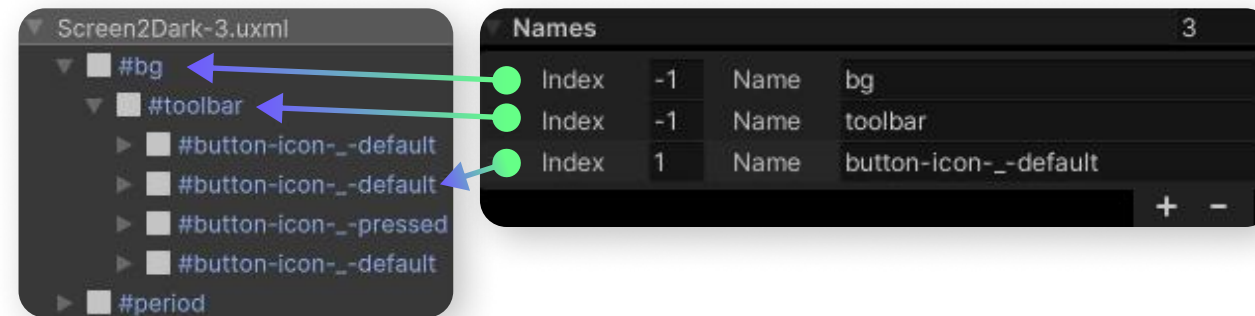 Screen2Dark-3.uxml
#bg
#toolbar
#button-icon-_-default
#button-icon-_-default
#button-icon-_-pressed
#button-icon-_-default
#period
Names 3
Index -1 Name bg
Index -1 Name toolbar
Index 1 Name button-icon-_-default
+ -